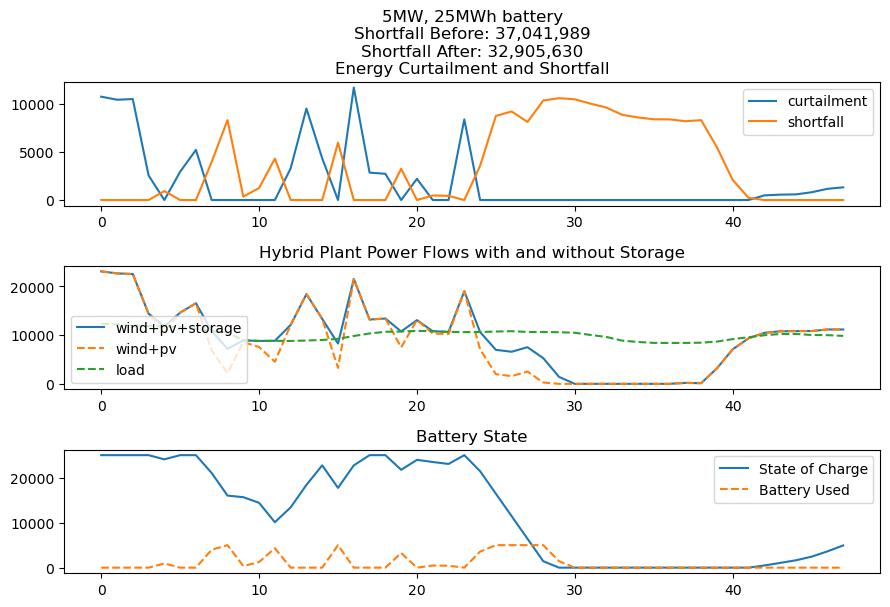 5MW, 25MWh battery
Shortfall Before: 37,041,989
Shortfall After: 32,905,630
Energy Curtailment and Shortfall
10000
5000
0
curtailment
shortfall
0 10 20 30 40
Hybrid Plant Power Flows with and without Storage
20000
10000
0
wind+pv+storage
wind+pv
load
0 10 20 30 40
Battery State
20000
10000
0
State of Charge
Battery Used
0 10 20 30 40